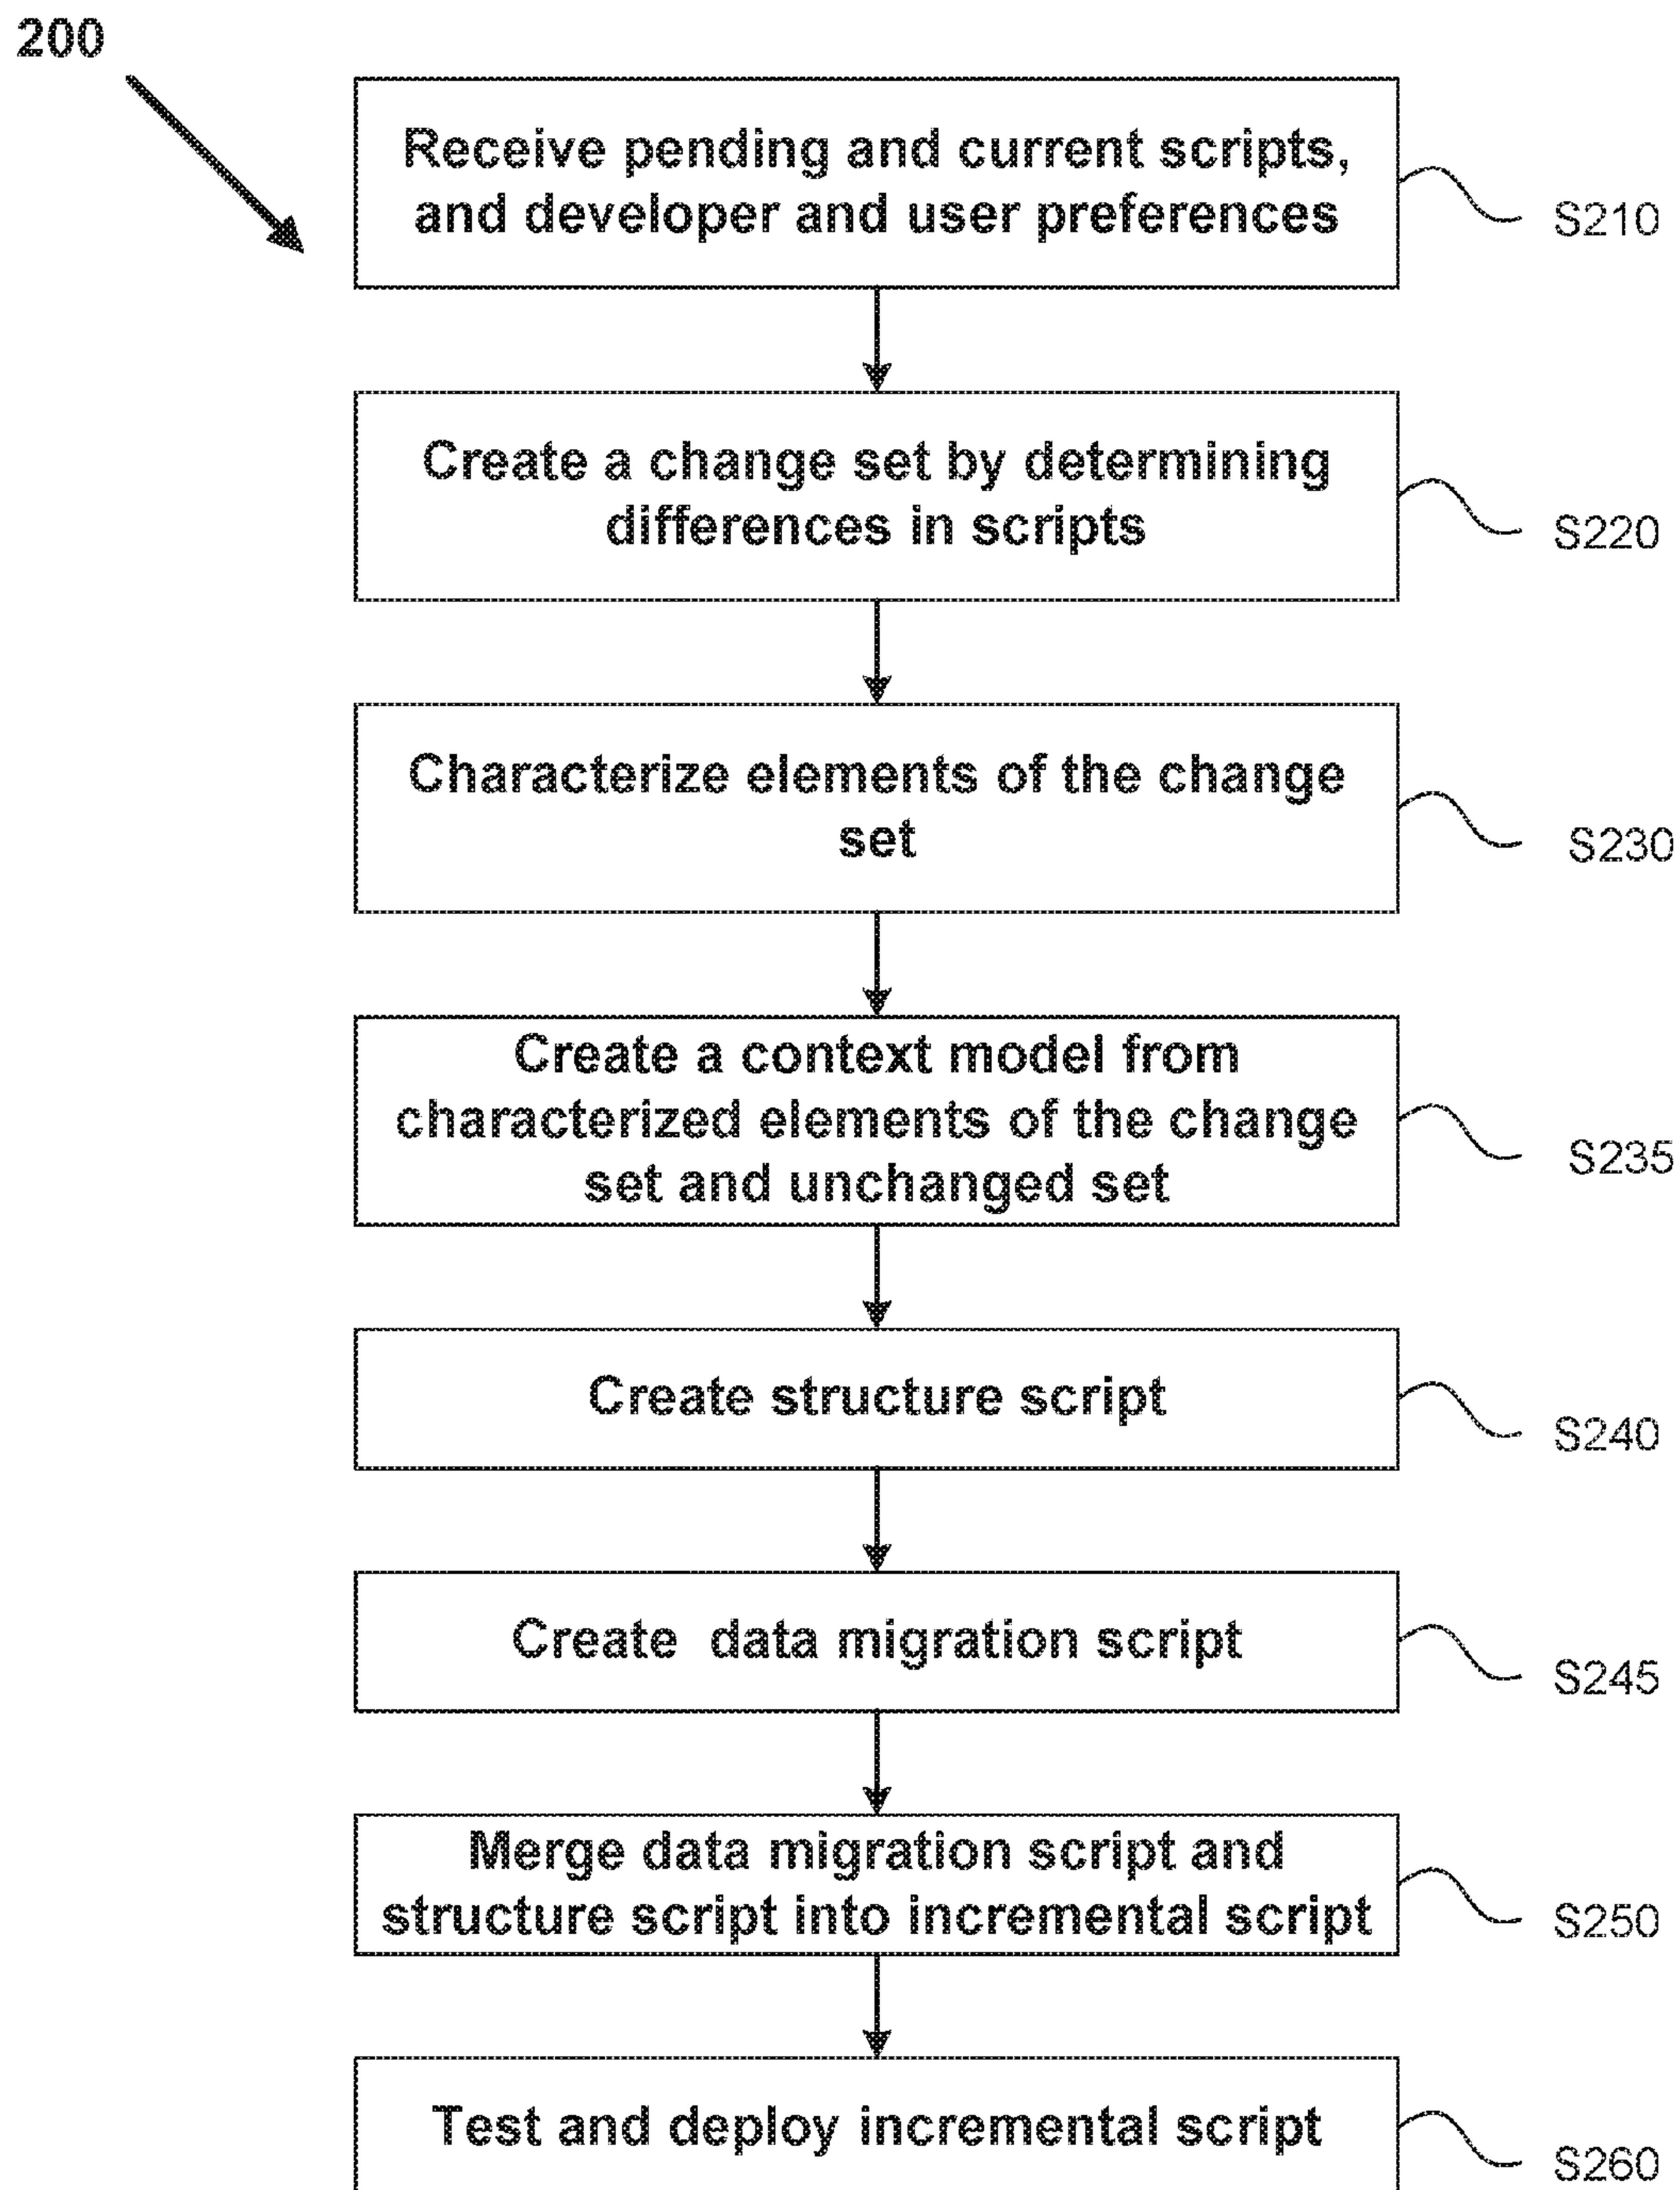 200
Receive pending and current scripts,
and developer and user preferences
S210
Create a change set by determining
differences in scripts
S220
Characterize elements of the change
set
S230
Create a context model from
characterized elements of the change
set and unchanged set
S235
Create structure script
S240
Create data migration script
S245
Merge data migration script and
structure script into incremental script
S250
Test and deploy incremental script
S260